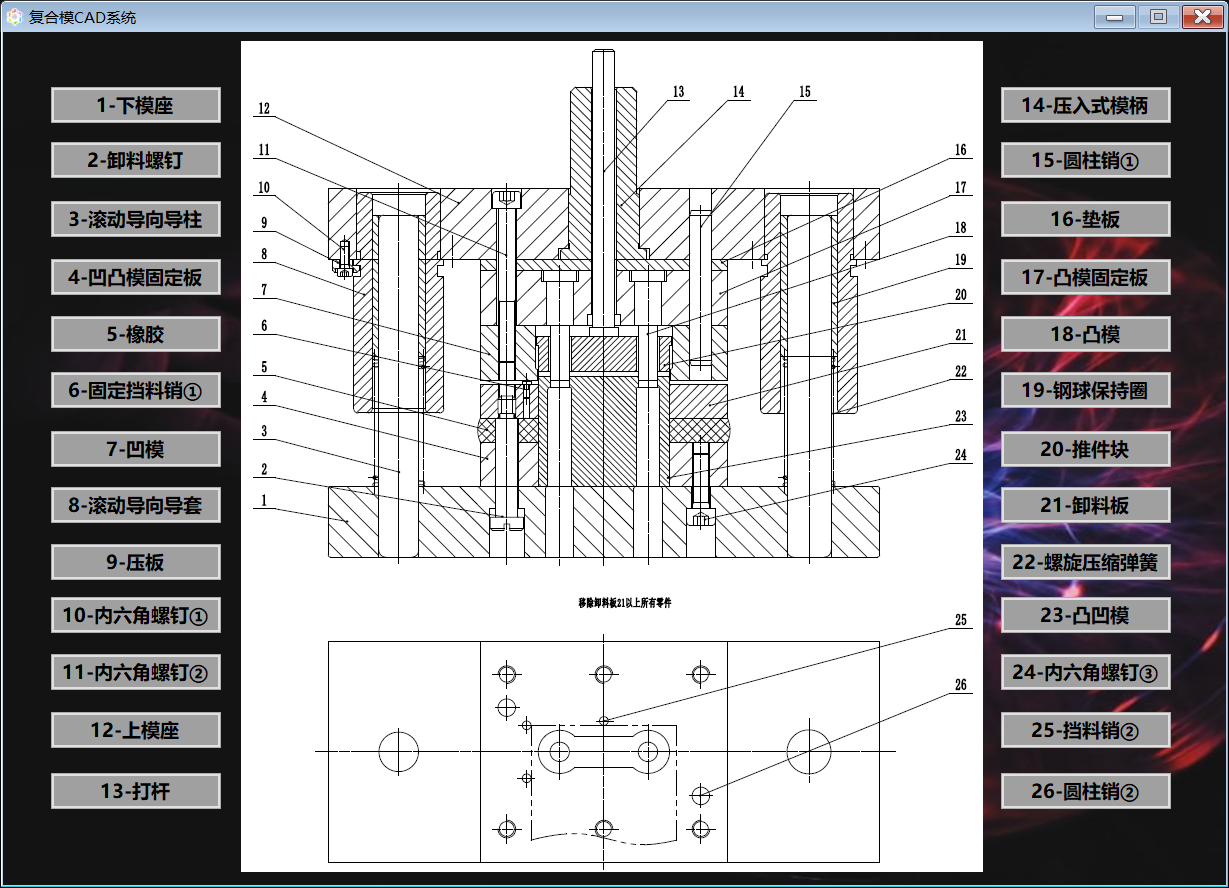 复合模CAD系统
1-下模座
2-卸料螺钉
3-滚动导向导柱
4-凹凸模固定板
5-橡胶
6-固定挡料销①
7-凹模
8-滚动导向导套
9-压板
10-内六角螺钉①
11-内六角螺钉②
12-上模座
13-打杆
12
11
10
9
8
7
6
5
4
3
2
1
13
14
15
16
17
18
19
20
21
22
23
24
移除卸料板21以上所有零件
25
26
14-压入式模柄
15-圆柱销①
16-垫板
17-凸模固定板
18-凸模
19-钢球保持圈
20-推件块
21-卸料板
22-螺旋压缩弹簧
23-凸凹模
24-内六角螺钉③
25-挡料销②
26-圆柱销②